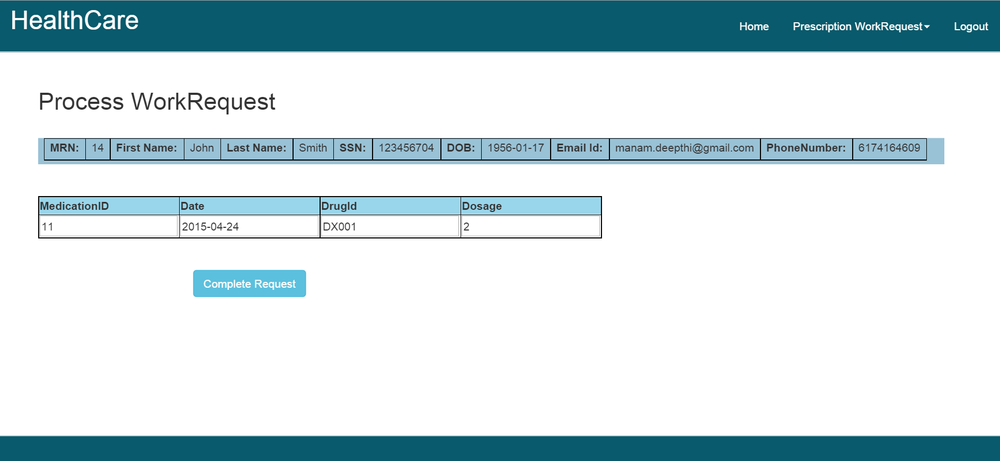 HealthCare
Home Prescription WorkRequest Logout
Process WorkRequest
MRN: 14 First Name: John Last Name: Smith SSN: 123456704 DOB: 1956-01-17 Email Id: manam.deepthi@gmail.com PhoneNumber: 6174164609
MedicationID Date DrugId Dosage
11 2015-04-24 DX001 2
Complete Request